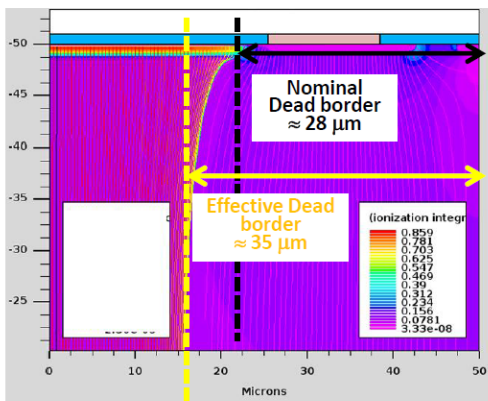 -50
-45
-40
-35
-30
-25
Nominal
Dead border
≈ 28 μm
Effective Dead
border
≈ 35 μm
(ionization integr
0.859
0.781
0.703
0.625
0.547
0.469
0.39
0.312
0.234
0.156
0.0781
3.33e-08
0
10
20
30
40
50
Microns